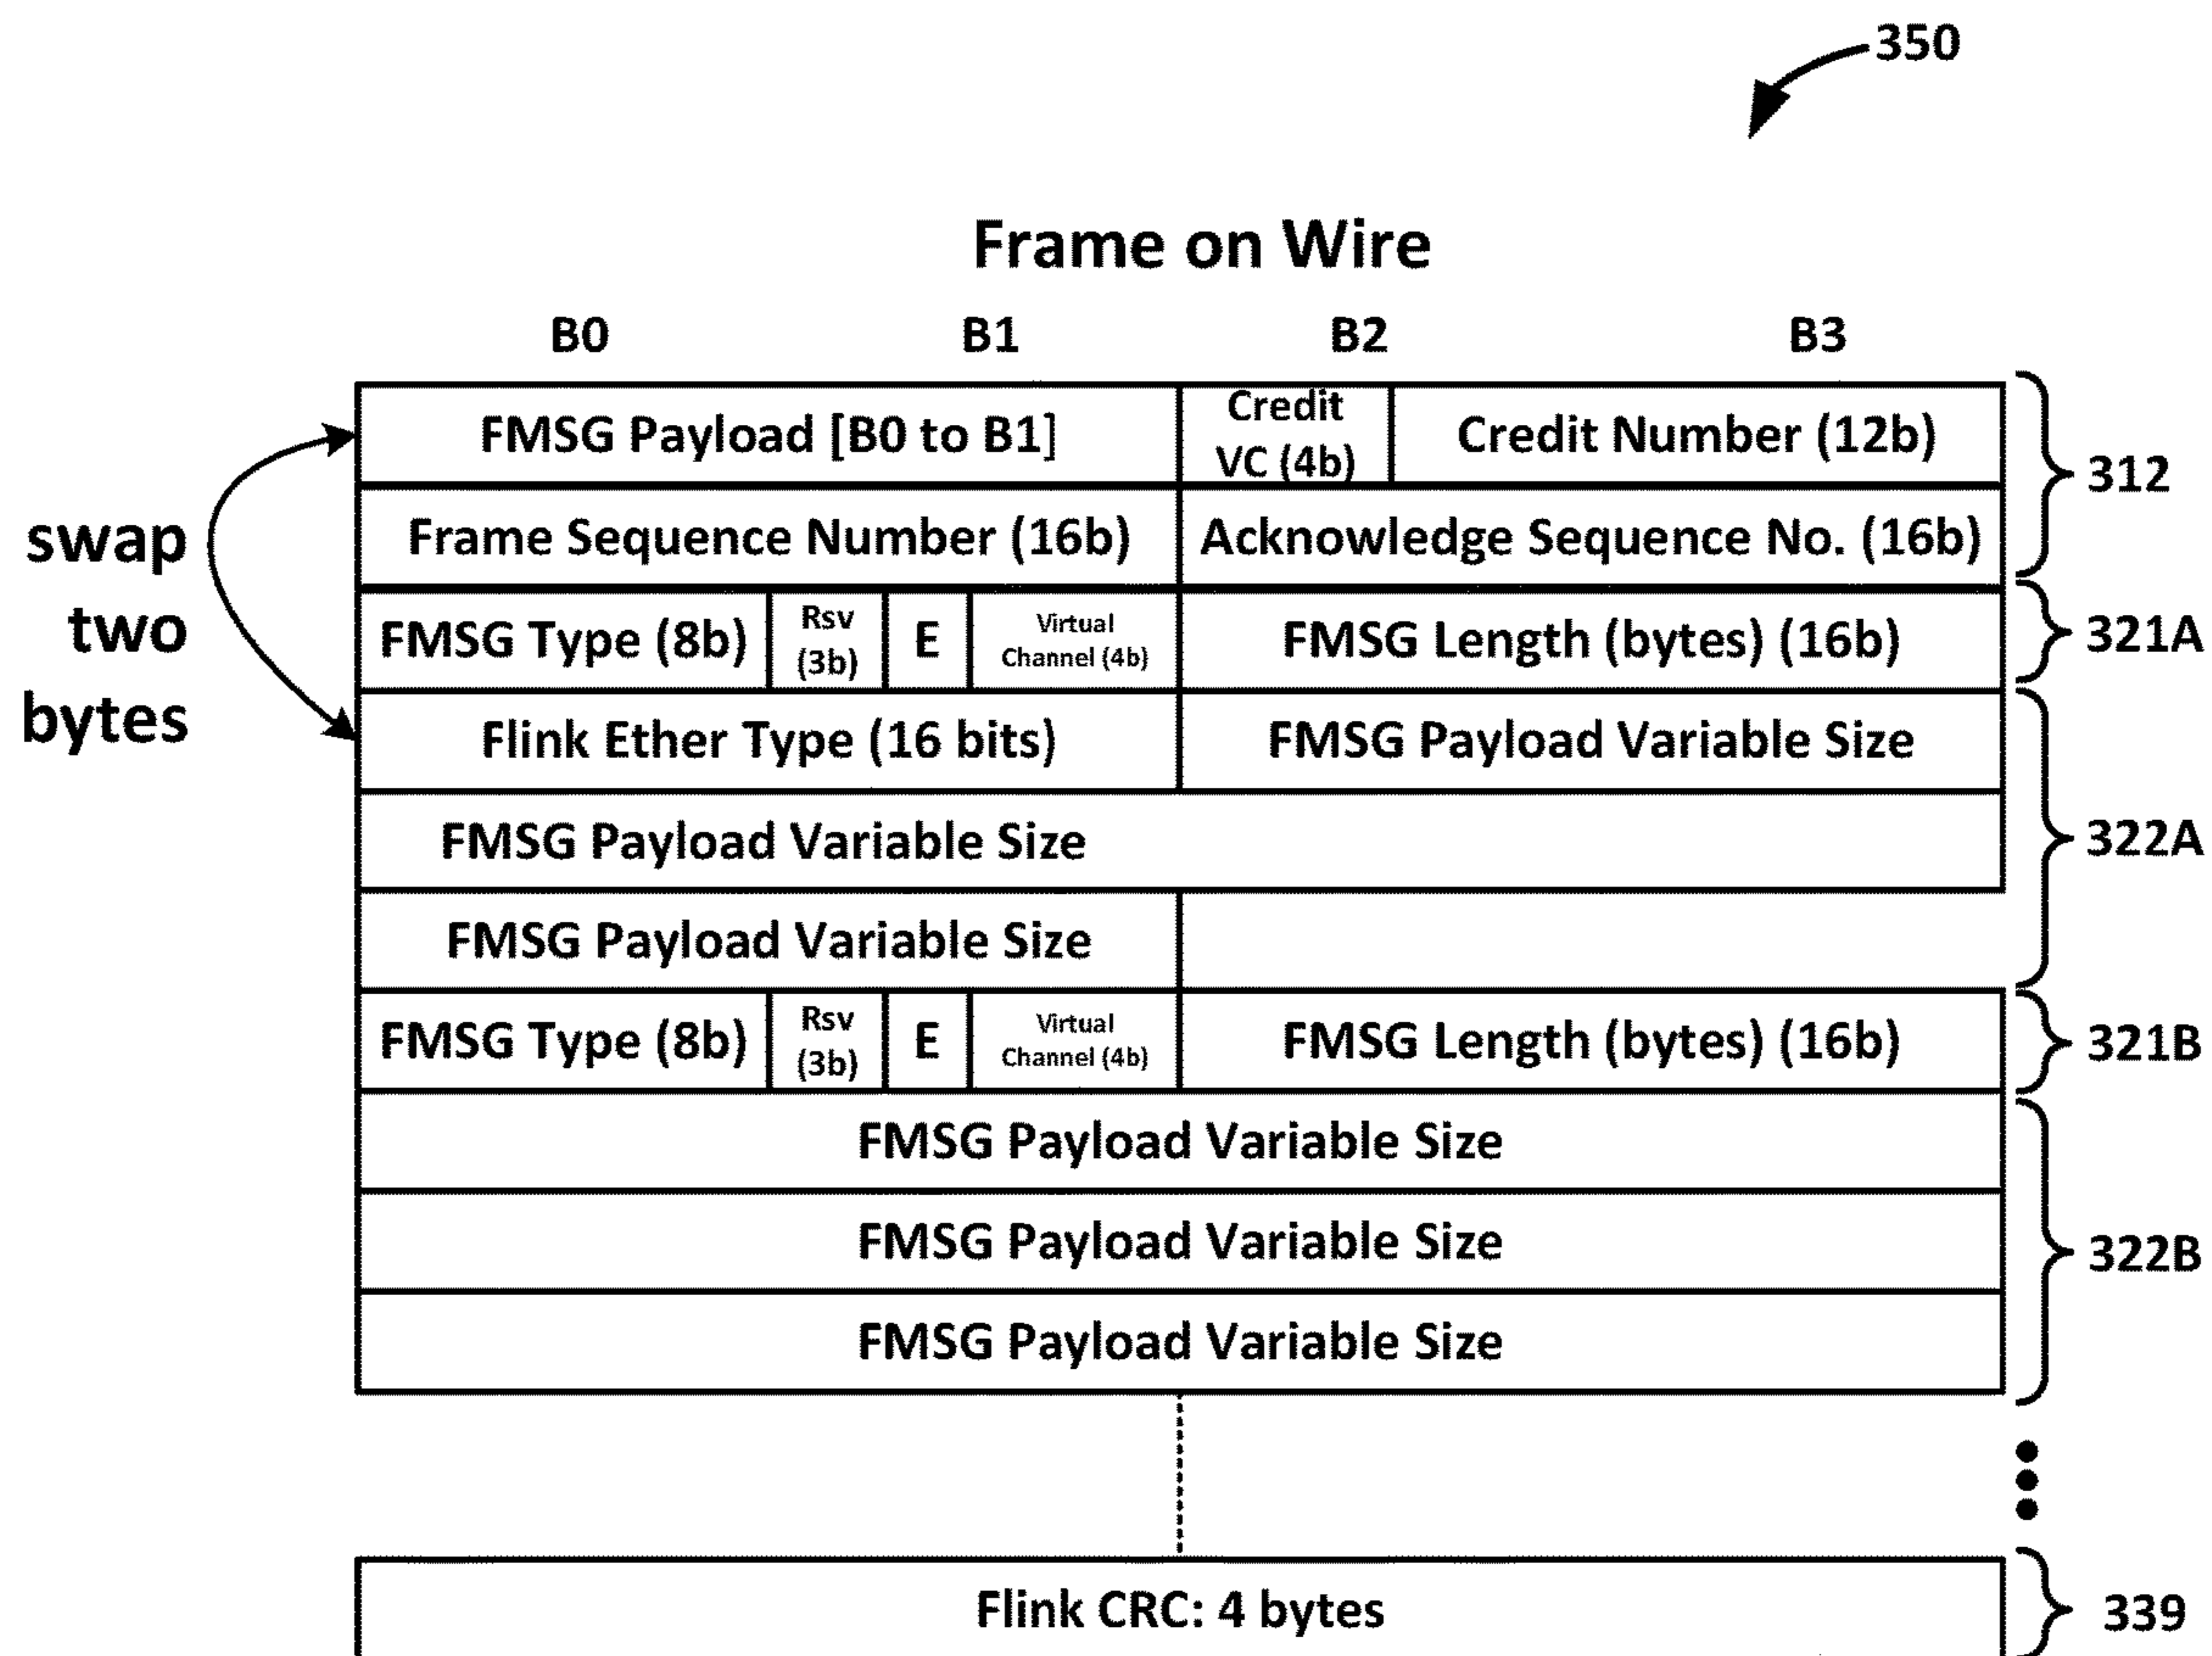 350
Frame on Wire
B0 B1 B2 B3
FMSG Payload [B0 to B1] Credit VC (4b) Credit Number (12b)
312
Frame Sequence Number (16b) Acknowledge Sequence No. (16b)
swap
two
bytes
FMSG Type (8b) Rsv (3b) E Virtual Channel (4b) FMSG Length (bytes) (16b) 321A
Flink Ether Type (16 bits) FMSG Payload Variable Size
FMSG Payload Variable Size 322A
FMSG Payload Variable Size
FMSG Type (8b) Rsv (3b) E Virtual Channel (4b) FMSG Length (bytes) (16b) 321B
FMSG Payload Variable Size
FMSG Payload Variable Size 322B
FMSG Payload Variable Size
Flink CRC: 4 bytes 339